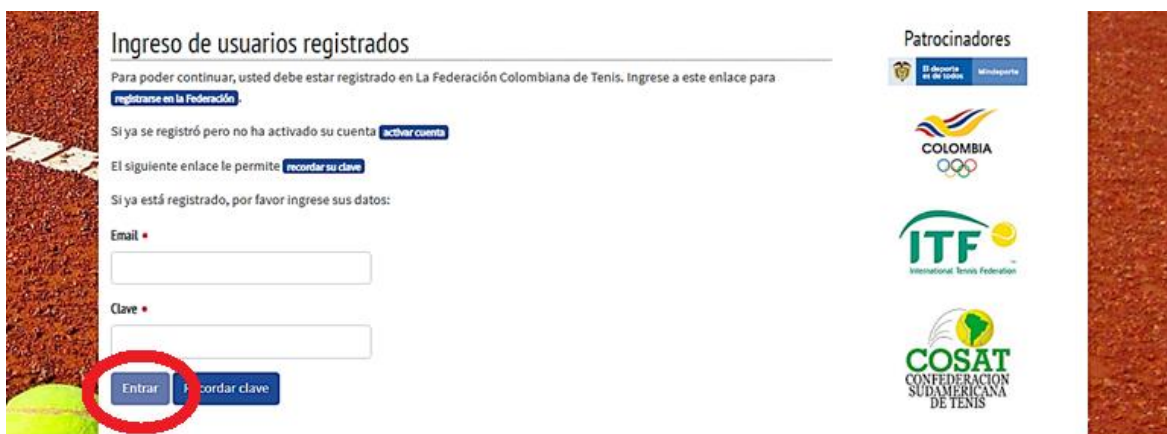 Ingreso de usuarios registrados
Para poder continuar, usted debe estar registrado en La Federación Colombiana de Tenis. Ingrese a este enlace para
registrarse en la Federación .
Si ya se registró pero no ha activado su cuenta activar cuenta
El siguiente enlace le permite recordar su clave
Si ya está registrado, por favor ingrese sus datos:
Email •
Clave •
Entrar
Recordar clave
Patrocinadores
El deporte
es de todos
Mindeporte
COLOMBIA
ITF
International Tennis Federation
COSAT
CONFEDERACION
SUDAMERICANA
DE TENIS